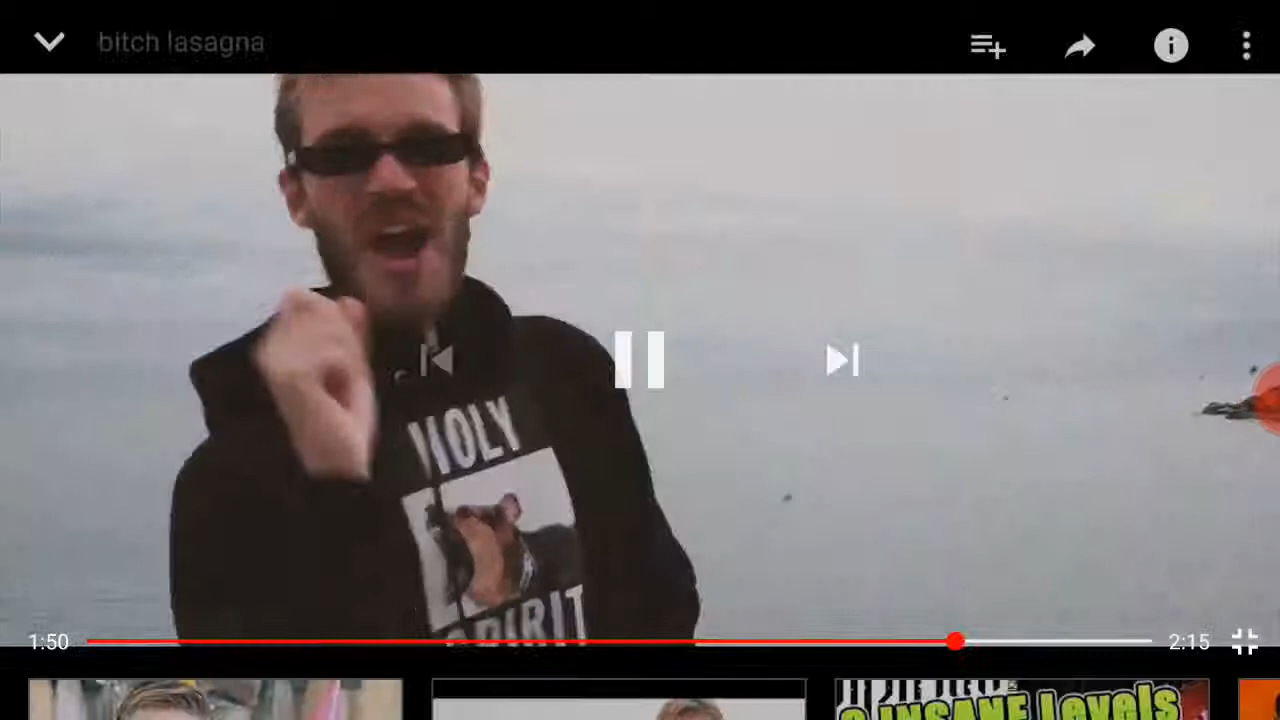 bitch lasagna
HOLY
SPIRIT
1:50
2:15
INSANE Levels